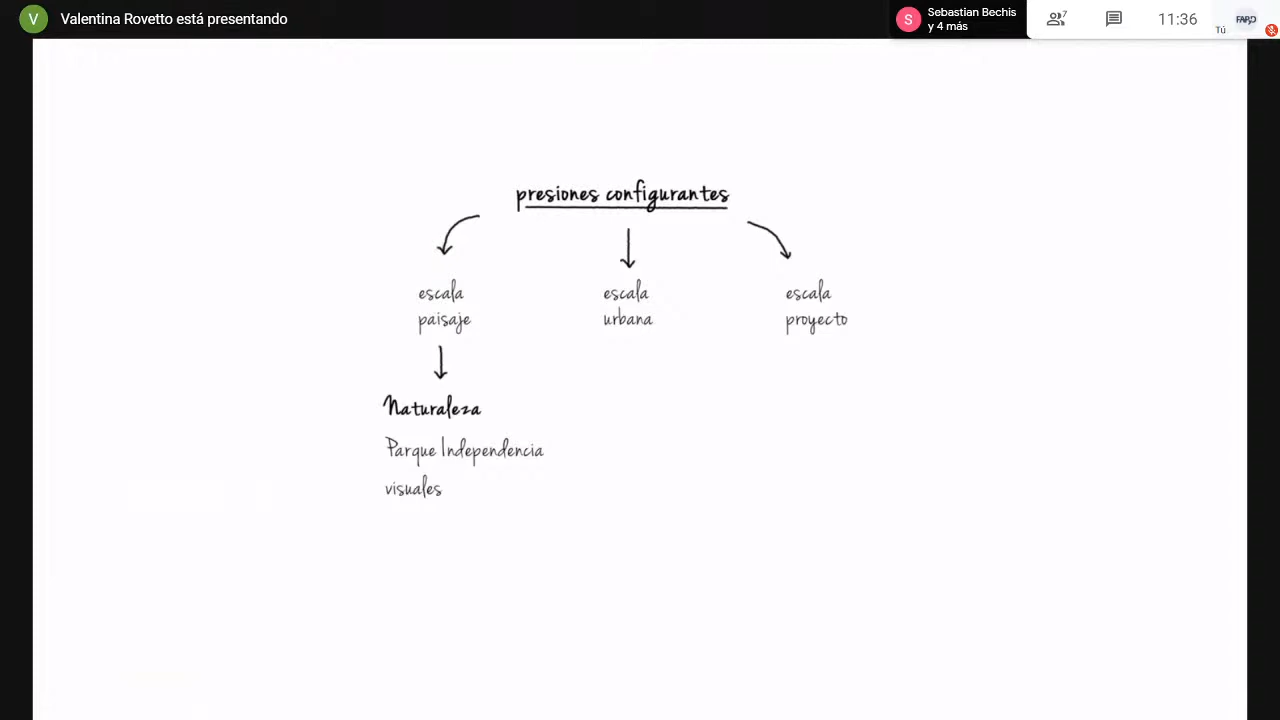 V Valentina Rovetto está presentando
S Sebastian Bechis
y 4 más
7
11:36
FAPyD
Tú
presiones configurantes
escala
paisaje
escala
urbana
escala
proyecto
Naturaleza
Parque Independencia
visuales